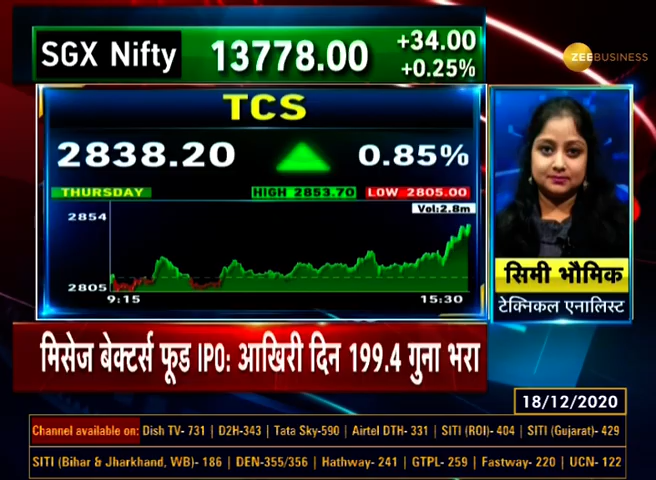 SGX Nifty 13778.00 +34.00
+0.25%
ZEEBUSINESS
TCS
2838.20 0.85%
THURSDAY HIGH 2853.70 LOW 2805.00
Vol:2.8m
2854
2805
9:15 15:30
सिमी भौमिक
टेक्निकल एनालिस्ट
मिसेज बेक्टर्स फूड IPO: आखिरी दिन 199.4 गुना भरा
18/12/2020
Channel available on: Dish TV- 731 | D2H-343 | Tata Sky-590 | Airtel DTH- 331 | SITI (ROI)- 404 | SITI (Gujarat)- 429
SITI (Bihar & Jharkhand, WB)- 186 | DEN-355/356 | Hathway- 241 | GTPL- 259 | Fastway- 220 | UCN- 122